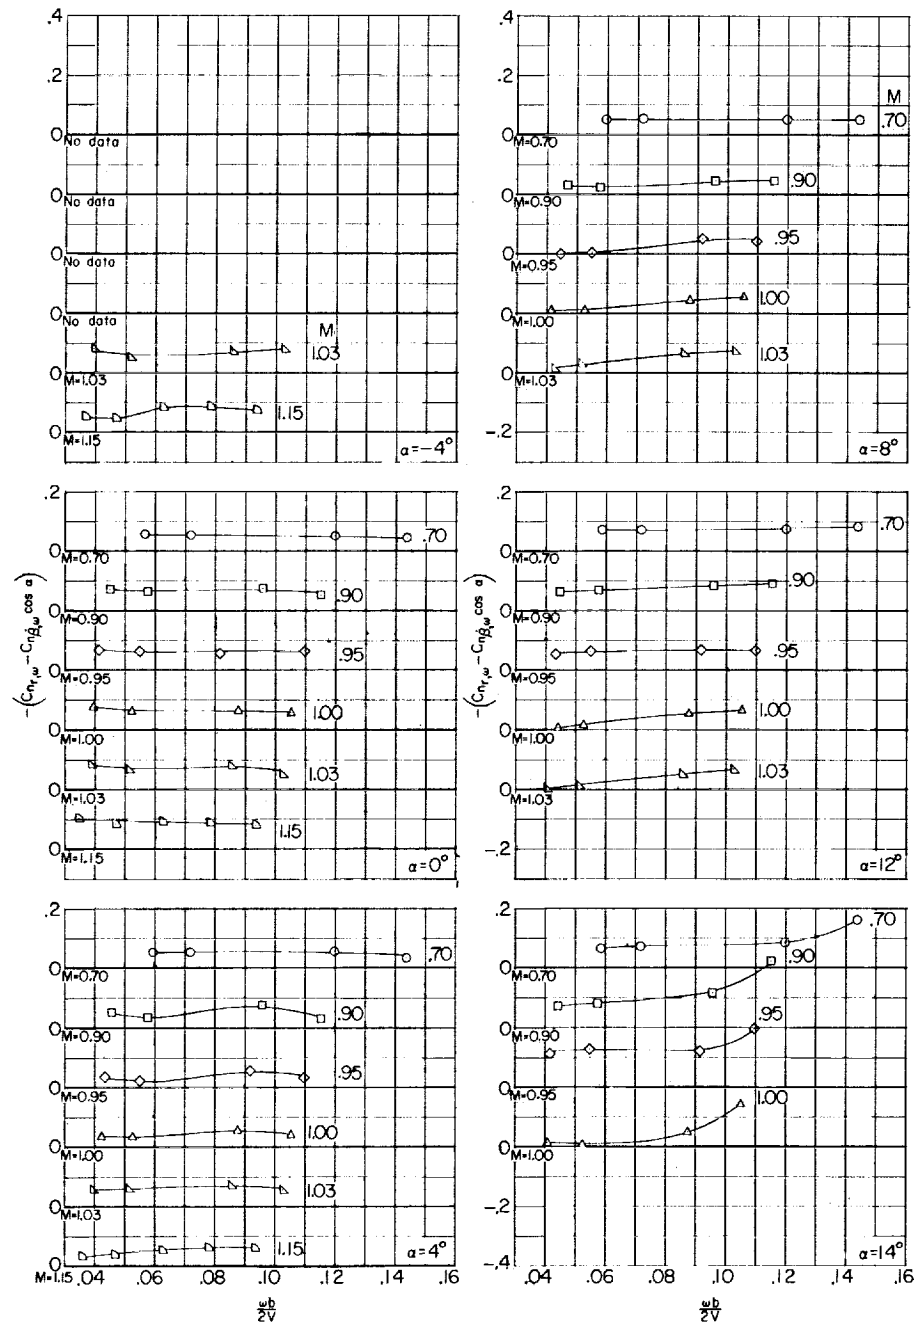 .4
.2
0
No data
0
No data
0
No data
0
No data
M
1.03
0
M=1.03
1.15
0
M=1.15
α=-4°
.4
.2
M
.70
0
M=0.70
.90
0
M=0.90
.95
0
M=0.95
1.00
0
M=1.00
1.03
0
M=1.03
-.2
α=8°
-(Cnr,ω - Cnβ̇,ω cos α)
.2
.70
0
M=0.70
.90
0
M=0.90
.95
0
M=0.95
1.00
0
M=1.00
1.03
0
M=1.03
1.15
0
M=1.15
α=0°
-(Cnr,ω - Cnβ̇,ω cos α)
.2
.70
0
M=0.70
.90
0
M=0.90
.95
0
M=0.95
1.00
0
M=1.00
1.03
0
M=1.03
-.2
α=12°
.2
.70
0
M=0.70
.90
0
M=0.90
.95
0
M=0.95
1.00
0
M=1.00
1.03
0
M=1.03
1.15
0
M=1.15
α=4°
.04 .06 .08 .10 .12 .14 .16
ωb
2V
.2
.70
0
M=0.70
.90
0
M=0.90
.95
0
M=0.95
1.00
0
M=1.00
-.2
-.4
α=14°
.04 .06 .08 .10 .12 .14 .16
ωb
2V